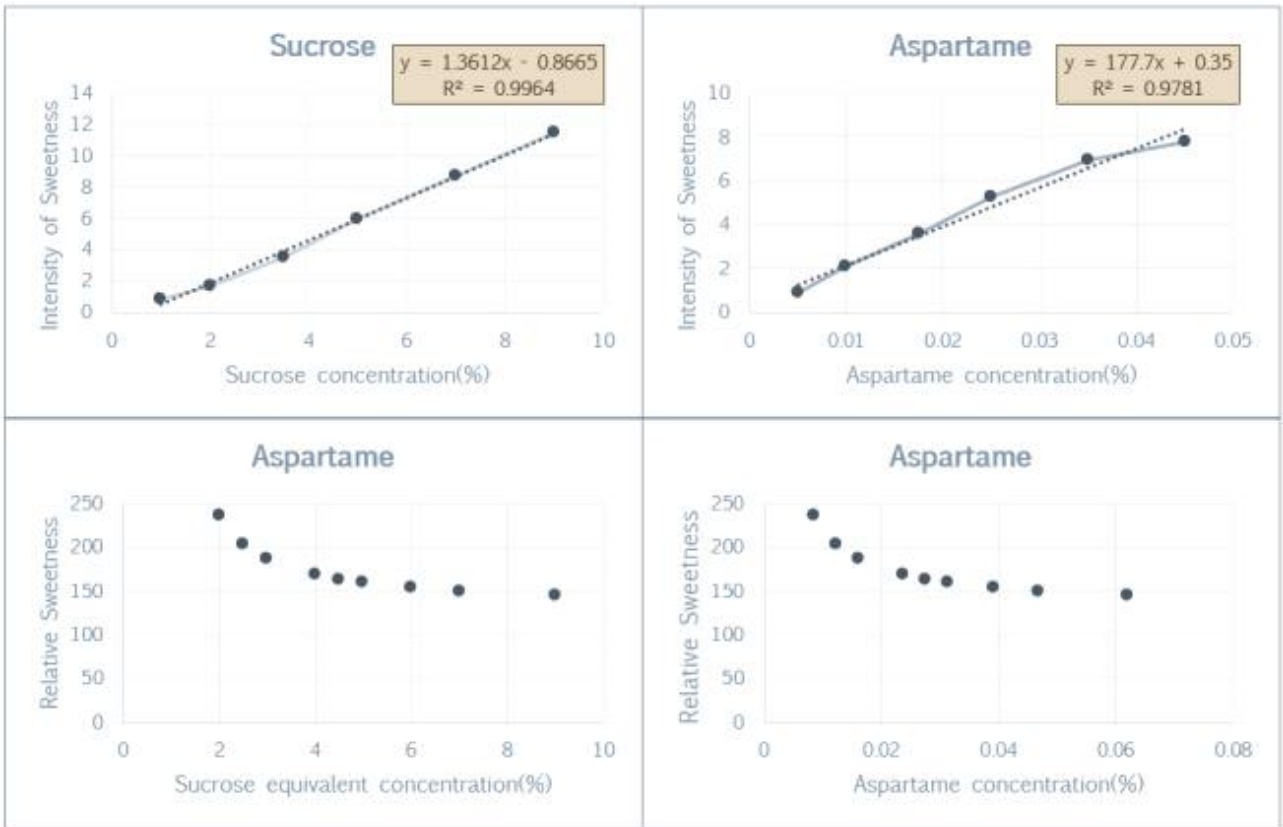 Sucrose
y = 1.3612x - 0.8665
R² = 0.9964
14
12
10
8
6
4
2
0
Intensity of Sweetness
0 2 4 6 8 10
Sucrose concentration(%)
Aspartame
y = 177.7x + 0.35
R² = 0.9781
10
8
6
4
2
0
Intensity of Sweetness
0 0.01 0.02 0.03 0.04 0.05
Aspartame concentration(%)
Aspartame
250
200
150
100
50
0
Relative Sweetness
0 2 4 6 8 10
Sucrose equivalent concentration(%)
Aspartame
250
200
150
100
50
0
Relative Sweetness
0 0.02 0.04 0.06 0.08
Aspartame concentration(%)